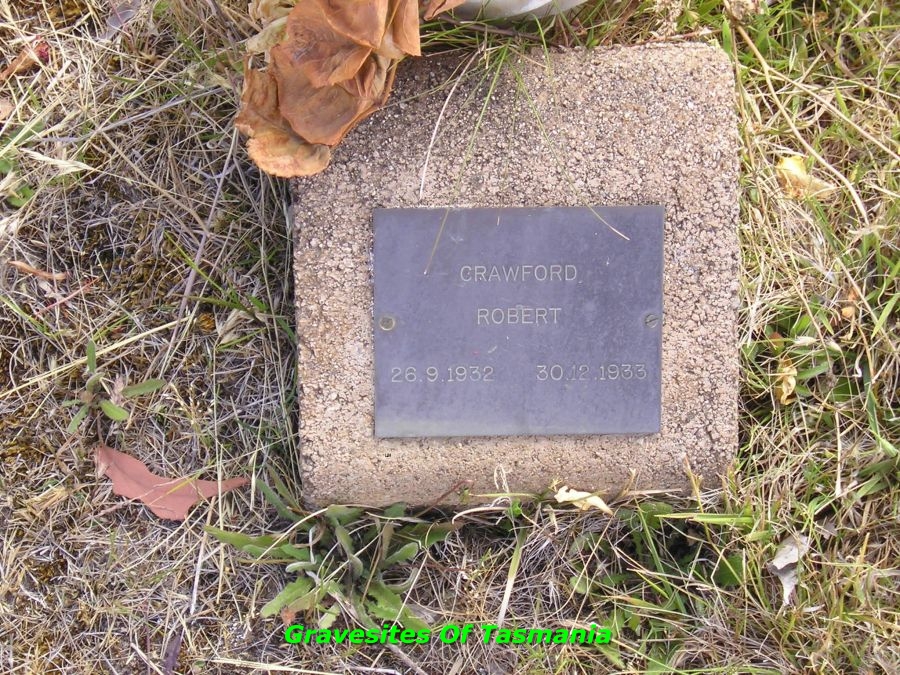 CRAWFORD
ROBERT
26.9.1932 30.12.1933
Gravesites Of Tasmania